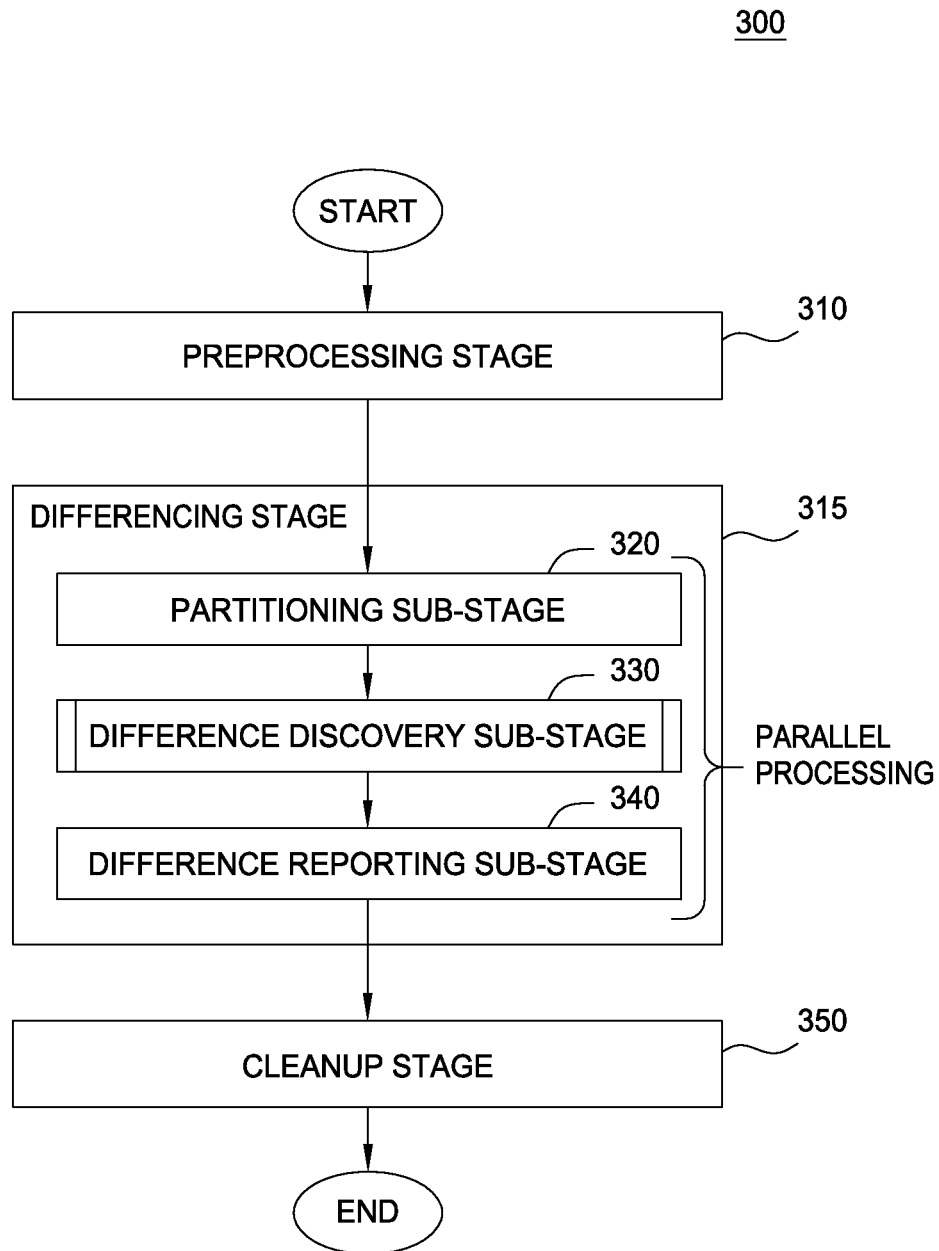 300
START
310
PREPROCESSING STAGE
315
DIFFERENCING STAGE
320
PARTITIONING SUB-STAGE
330
DIFFERENCE DISCOVERY SUB-STAGE
PARALLEL
PROCESSING
340
DIFFERENCE REPORTING SUB-STAGE
350
CLEANUP STAGE
END